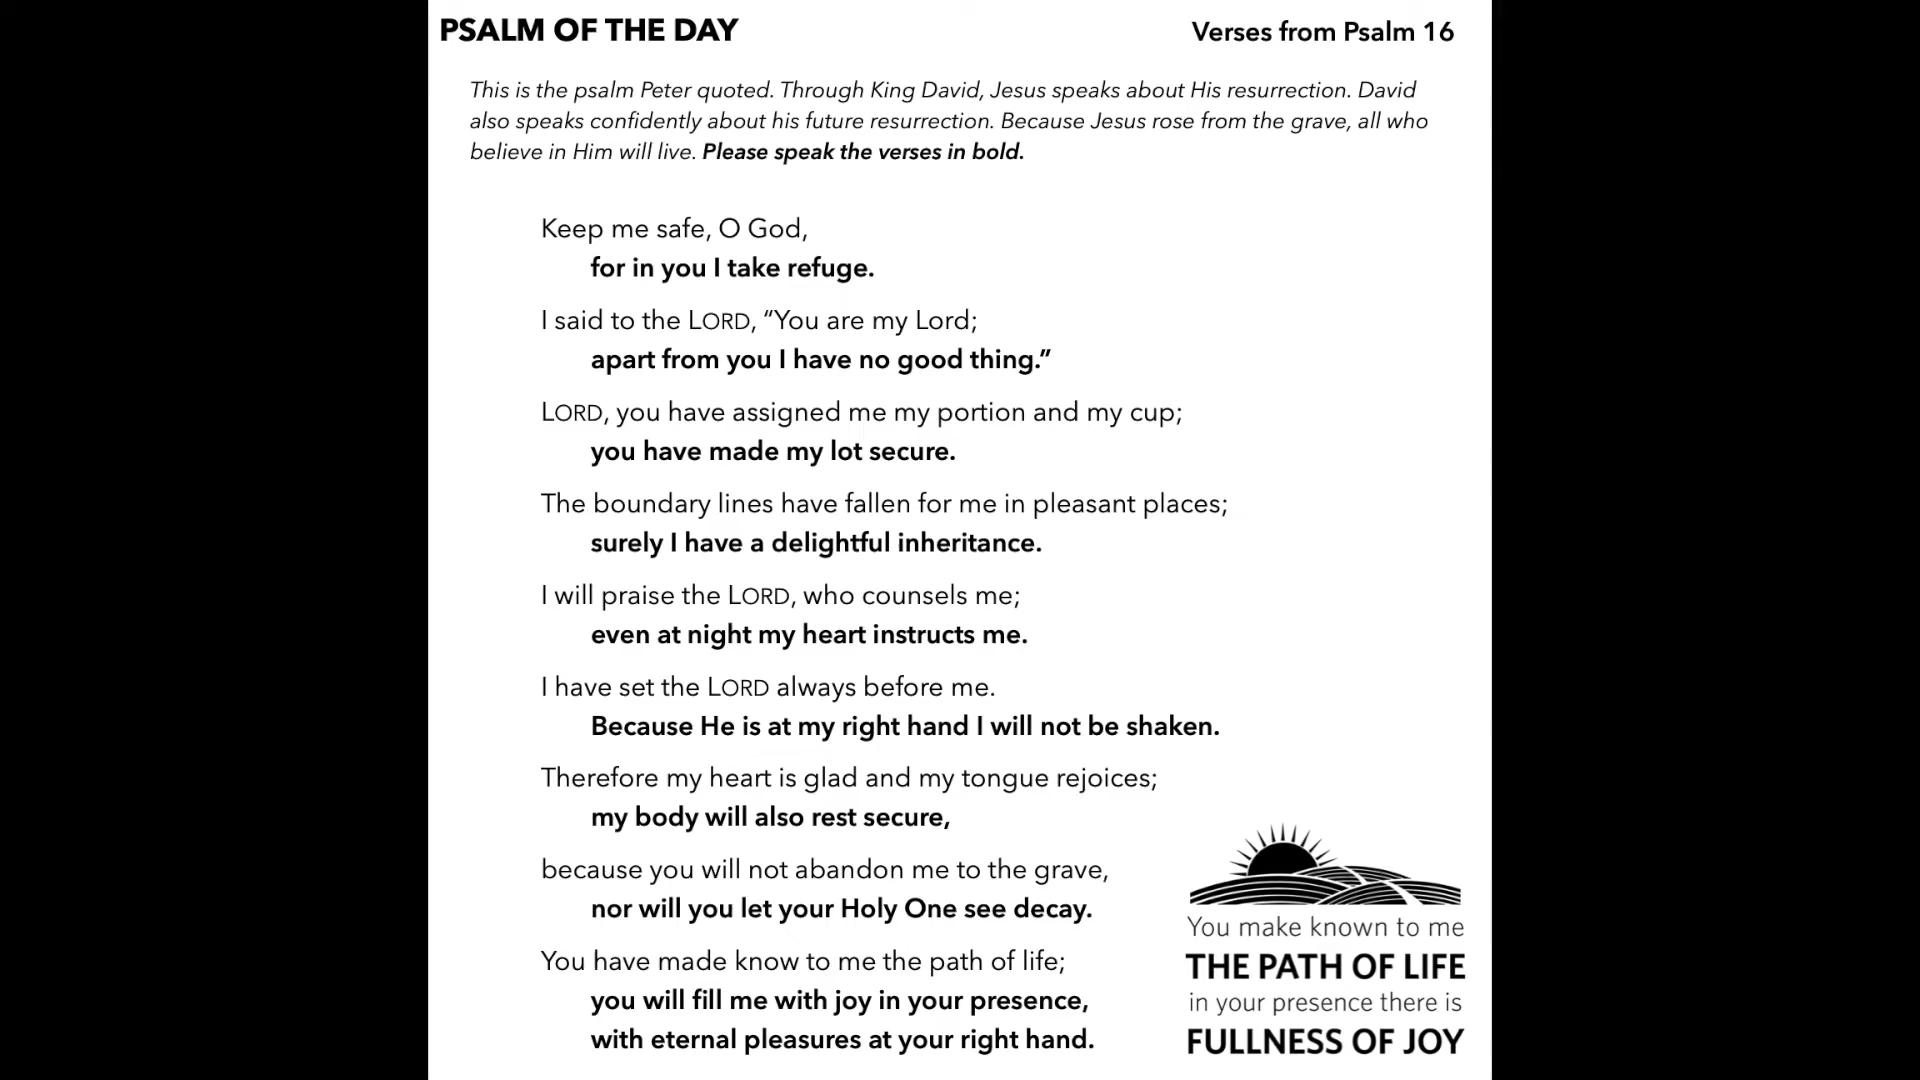 PSALM OF THE DAY
Verses from Psalm 16
This is the psalm Peter quoted. Through King David, Jesus speaks about His resurrection. David
also speaks confidently about his future resurrection. Because Jesus rose from the grave, all who
believe in Him will live. Please speak the verses in bold.
Keep me safe, O God,
for in you I take refuge.
I said to the LORD, “You are my Lord;
apart from you I have no good thing.”
LORD, you have assigned me my portion and my cup;
you have made my lot secure.
The boundary lines have fallen for me in pleasant places;
surely I have a delightful inheritance.
I will praise the LORD, who counsels me;
even at night my heart instructs me.
I have set the LORD always before me.
Because He is at my right hand I will not be shaken.
Therefore my heart is glad and my tongue rejoices;
my body will also rest secure,
because you will not abandon me to the grave,
nor will you let your Holy One see decay.
You have made know to me the path of life;
you will fill me with joy in your presence,
with eternal pleasures at your right hand.
You make known to me
THE PATH OF LIFE
in your presence there is
FULLNESS OF JOY